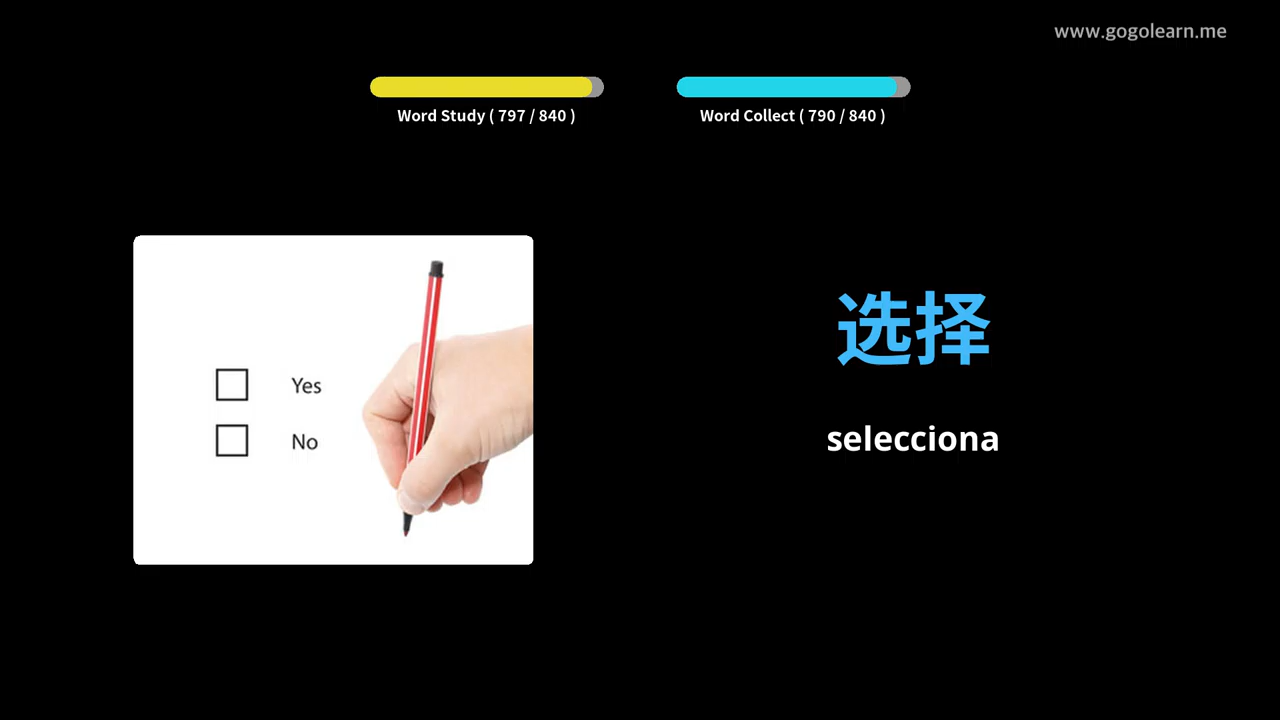 www.gogolearn.me
Word Study ( 797 / 840 )
Word Collect ( 790 / 840 )
Yes
No
选择
selecciona